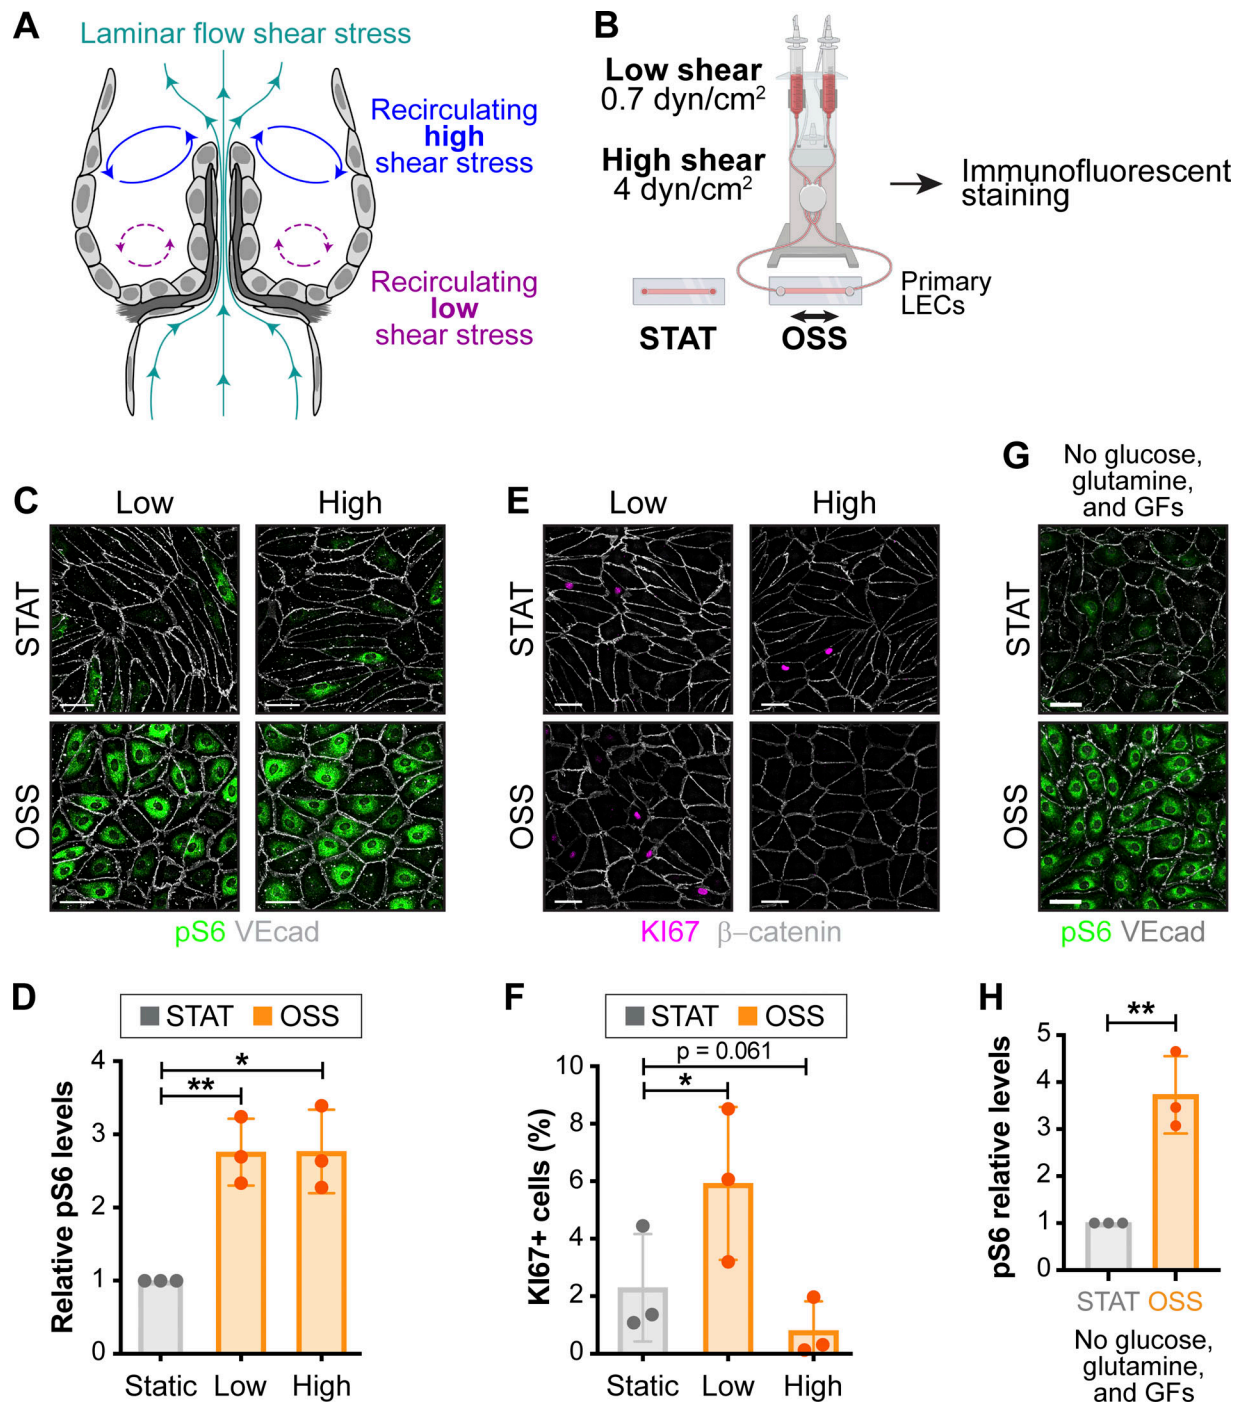 A
Laminar flow shear stress
Recirculating
high
shear stress
Recirculating
low
shear stress
B
Low shear
0.7 dyn/cm²
High shear
4 dyn/cm²
Immunofluorescent
staining
Primary
LECs
STAT
OSS
C
Low
High
STAT
OSS
pS6 VEcad
E
Low
High
STAT
OSS
KI67 β–catenin
G
No glucose,
glutamine,
and GFs
STAT
OSS
pS6 VEcad
D
STAT OSS
Relative pS6 levels
4
3
2
1
0
*
**
Static Low High
F
STAT OSS
KI67+ cells (%)
10
8
6
4
2
0
p = 0.061
*
Static Low High
H
pS6 relative levels
5
4
3
2
1
0
**
STAT OSS
No glucose,
glutamine,
and GFs